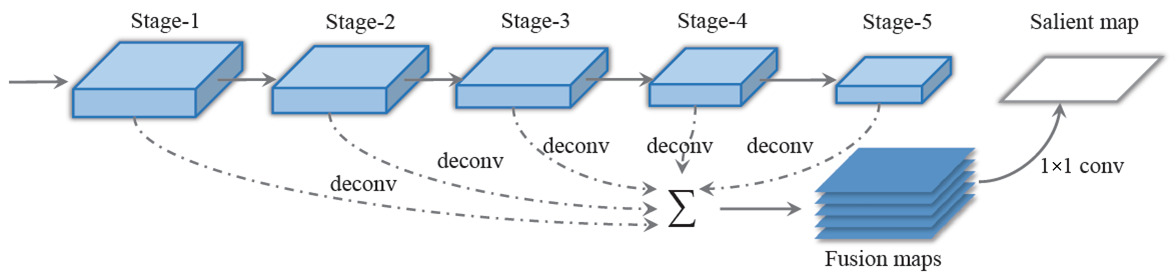 Stage-1
Stage-2
Stage-3
Stage-4
Stage-5
Salient map
deconv
deconv
deconv
deconv
deconv
1×1 conv
∑
Fusion maps